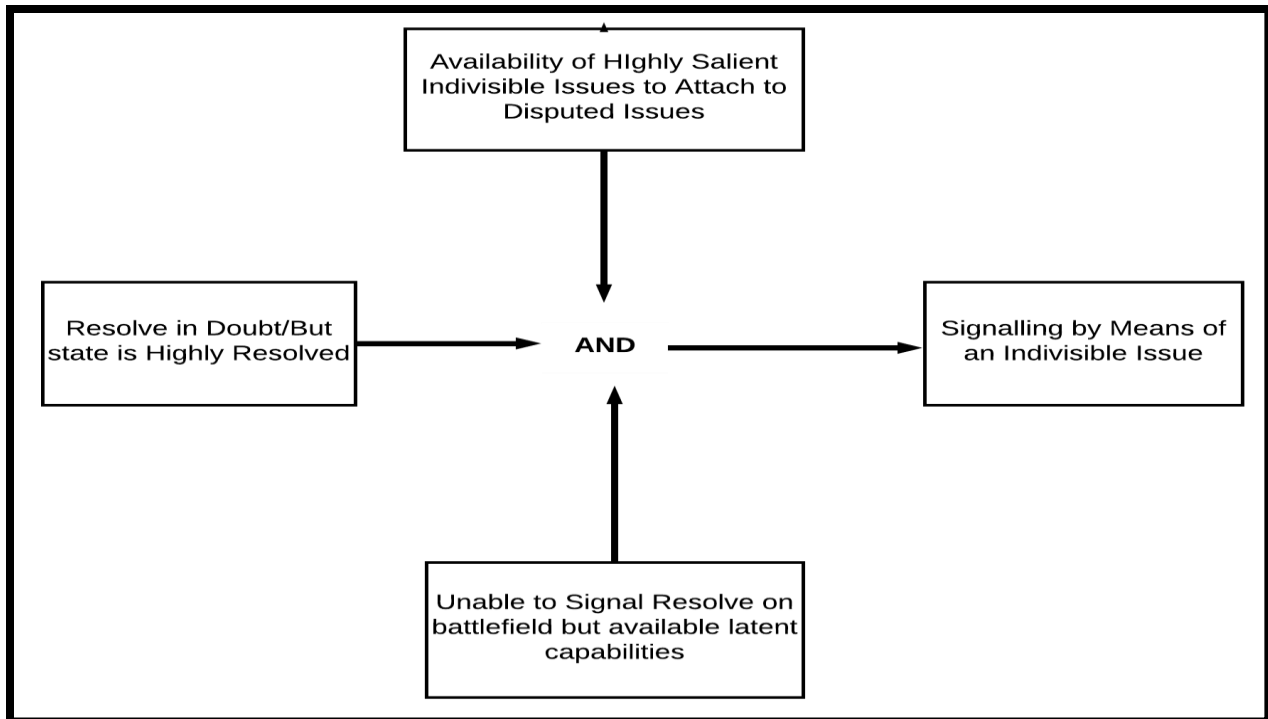 Availability of HIghly Salient
Indivisible Issues to Attach to
Disputed Issues
Resolve in Doubt/But
state is Highly Resolved
AND
Signalling by Means of
an Indivisible Issue
Unable to Signal Resolve on
battlefield but available latent
capabilities